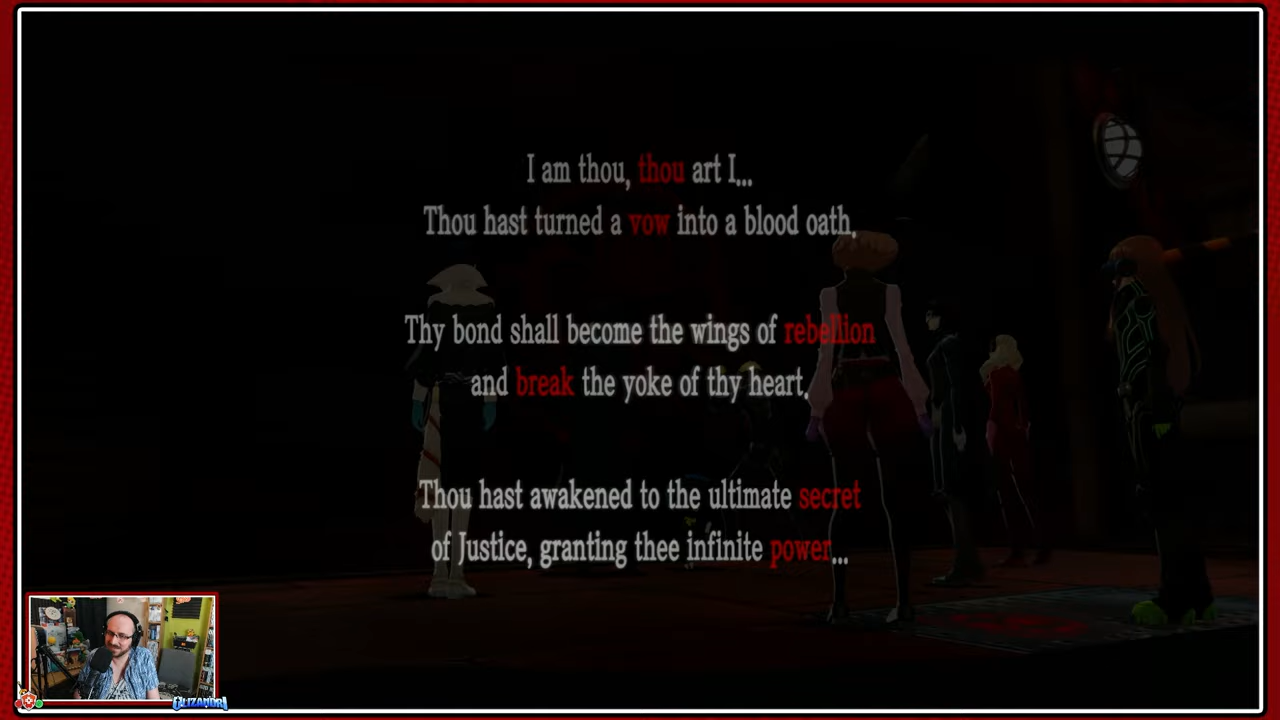 I am thou, thou art I...
Thou hast turned a vow into a blood oath.
Thy bond shall become the wings of rebellion
and break the yoke of thy heart.
Thou hast awakened to the ultimate secret
of Justice, granting thee infinite power...
ELIZANDRI